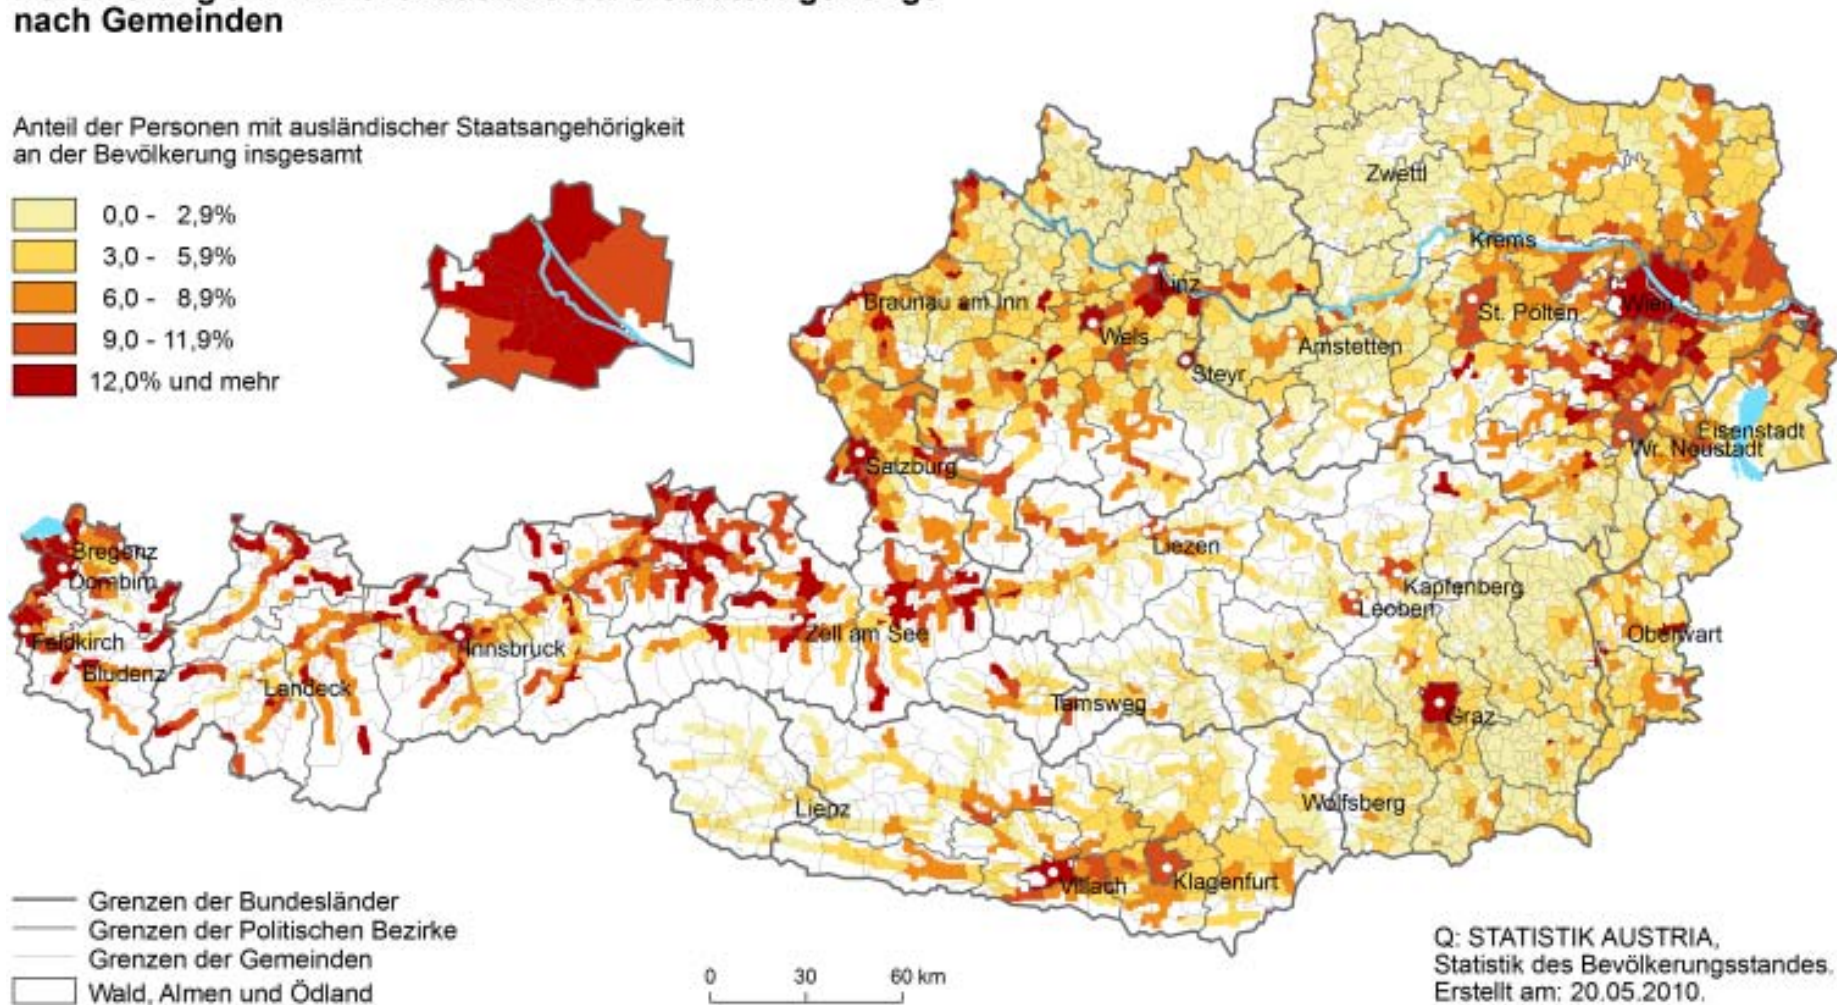 nach Gemeinden
Anteil der Personen mit ausländischer Staatsangehörigkeit
an der Bevölkerung insgesamt
0,0 - 2,9%
3,0 - 5,9%
6,0 - 8,9%
9,0 - 11,9%
12,0% und mehr
Zwettl
Krems
Linz
Braunau am Inn
Wien
St. Pölten
Wels
Amstetten
Steyr
Eisenstadt
Wr. Neustadt
Salzburg
Bregenz
Liezen
Dornbirn
Kapfenberg
Leoben
Feldkirch
Innsbruck
Zell am See
Oberwart
Bludenz
Landeck
Tamsweg
Graz
Lienz
Wolfsberg
Villach
Klagenfurt
Grenzen der Bundesländer
Grenzen der Politischen Bezirke
Grenzen der Gemeinden
Wald, Almen und Ödland
0 30 60 km
Q: STATISTIK AUSTRIA,
Statistik des Bevölkerungsstandes.
Erstellt am: 20.05.2010.